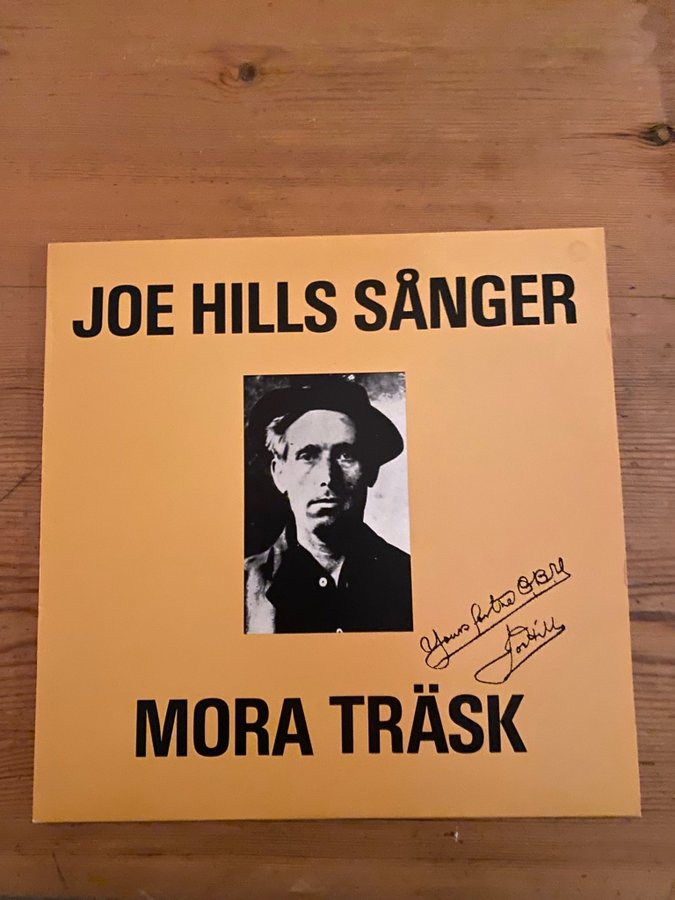 JOE HILLS SÅNGER
Yours for the OBU
Joe Hill
MORA TRÄSK